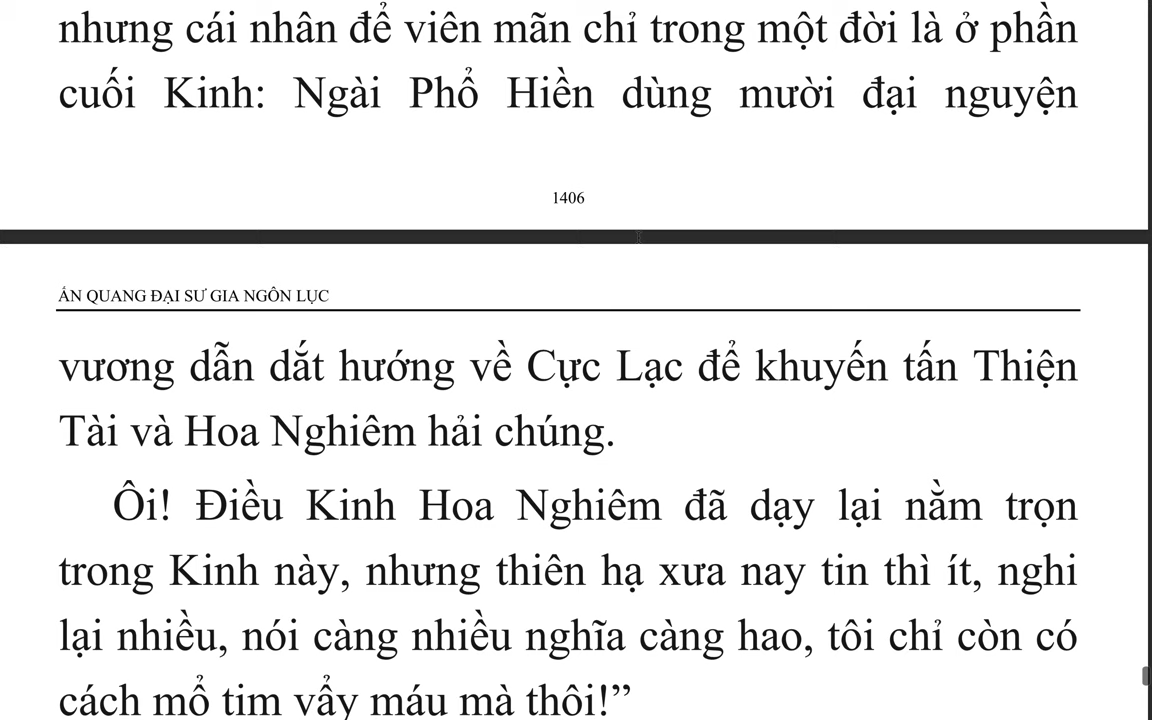 nhưng cái nhân để viên mãn chỉ trong một đời là ở phần
cuối Kinh: Ngài Phổ Hiền dùng mười đại nguyện
1406
ẤN QUANG ĐẠI SƯ GIA NGÔN LỤC
vương dẫn dắt hướng về Cực Lạc để khuyến tấn Thiện
Tài và Hoa Nghiêm hải chúng.
Ôi! Điều Kinh Hoa Nghiêm đã dạy lại nằm trọn
trong Kinh này, nhưng thiên hạ xưa nay tin thì ít, nghi
lại nhiều, nói càng nhiều nghĩa càng hao, tôi chỉ còn có
cách mổ tim vẩy máu mà thôi!”